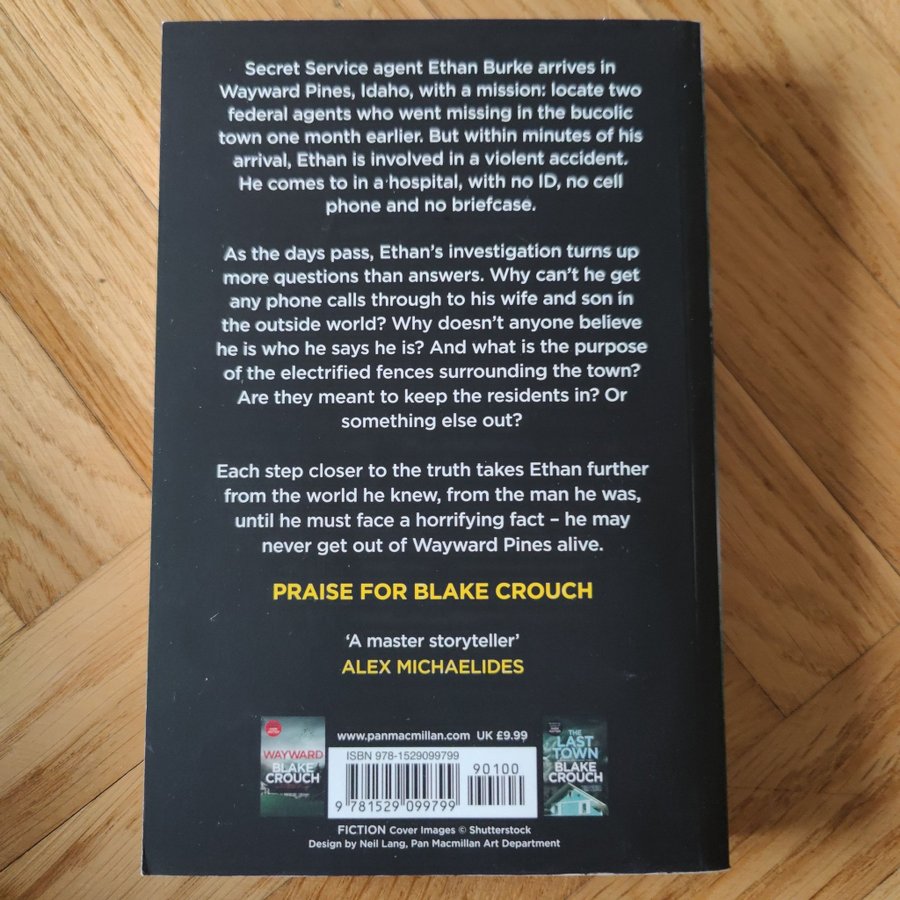 Secret Service agent Ethan Burke arrives in
Wayward Pines, Idaho, with a mission: locate two
federal agents who went missing in the bucolic
town one month earlier. But within minutes of his
arrival, Ethan is involved in a violent accident.
He comes to in a hospital, with no ID, no cell
phone and no briefcase.
As the days pass, Ethan's investigation turns up
more questions than answers. Why can't he get
any phone calls through to his wife and son in
the outside world? Why doesn't anyone believe
he is who he says he is? And what is the purpose
of the electrified fences surrounding the town?
Are they meant to keep the residents in? Or
something else out?
Each step closer to the truth takes Ethan further
from the world he knew, from the man he was,
until he must face a horrifying fact – he may
never get out of Wayward Pines alive.
PRAISE FOR BLAKE CROUCH
'A master storyteller'
ALEX MICHAELIDES
WAYWARD
BLAKE
CROUCH
www.panmacmillan.com UK £9.99
ISBN 978-1529099799
90100
9 781529 099799
THE
LAST
TOWN
BLAKE
CROUCH
FICTION Cover Images © Shutterstock
Design by Neil Lang, Pan Macmillan Art Department